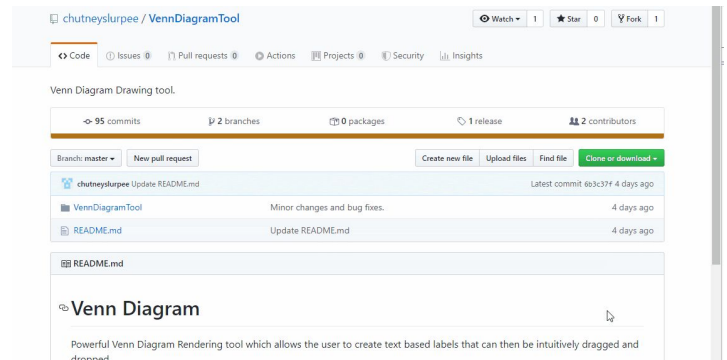 chutneyslurpee / VennDiagramTool Watch 1 Star 0 Fork 1
Code Issues 0 Pull requests 0 Actions Projects 0 Security Insights
Venn Diagram Drawing tool.
95 commits 2 branches 0 packages 1 release 2 contributors
Branch: master New pull request Create new file Upload files Find file Clone or download
chutneyslurpee Update README.md Latest commit 6b3c37f 4 days ago
VennDiagramTool Minor changes and bug fixes. 4 days ago
README.md Update README.md 4 days ago
README.md
Venn Diagram
Powerful Venn Diagram Rendering tool which allows the user to create text based labels that can then be intuitively dragged and
dropped